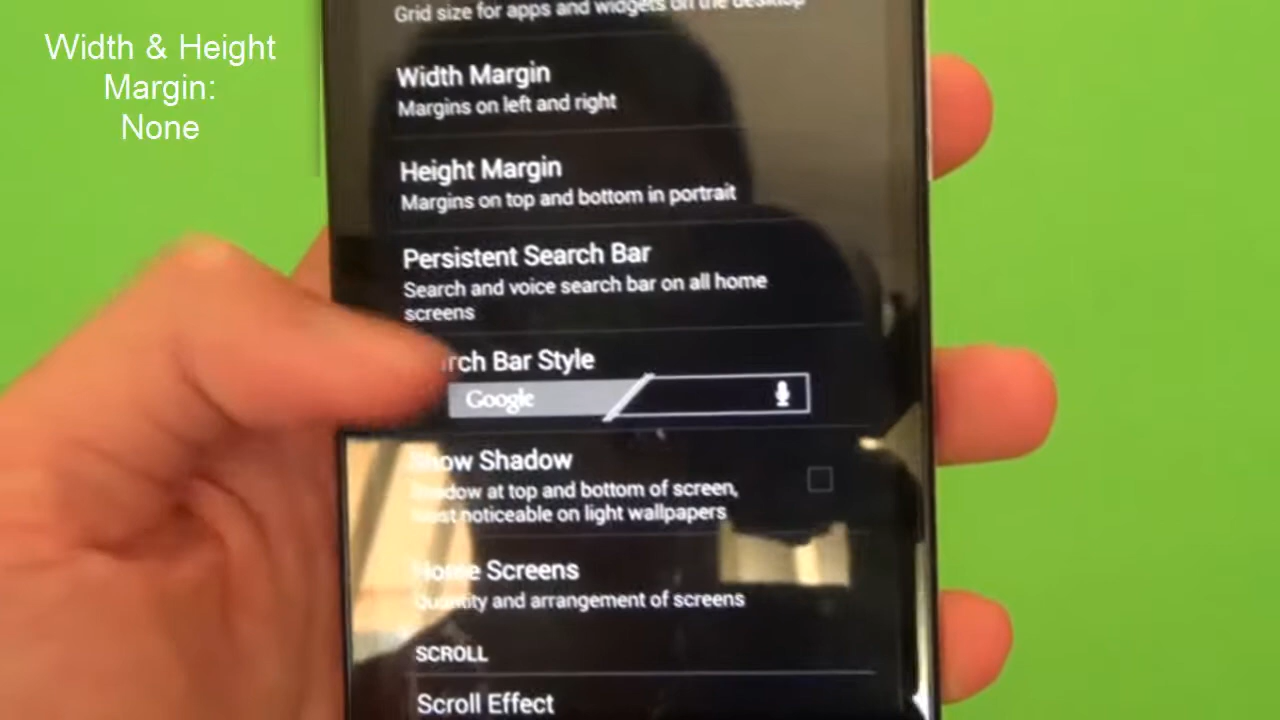 Width & Height
Margin:
None
Grid size for apps and widgets on the desktop
Width Margin
Margins on left and right
Height Margin
Margins on top and bottom in portrait
Persistent Search Bar
Search and voice search bar on all home
screens
rch Bar Style
Google
Show Shadow
Shadow at top and bottom of screen,
most noticeable on light wallpapers
Home Screens
Quantity and arrangement of screens
SCROLL
Scroll Effect